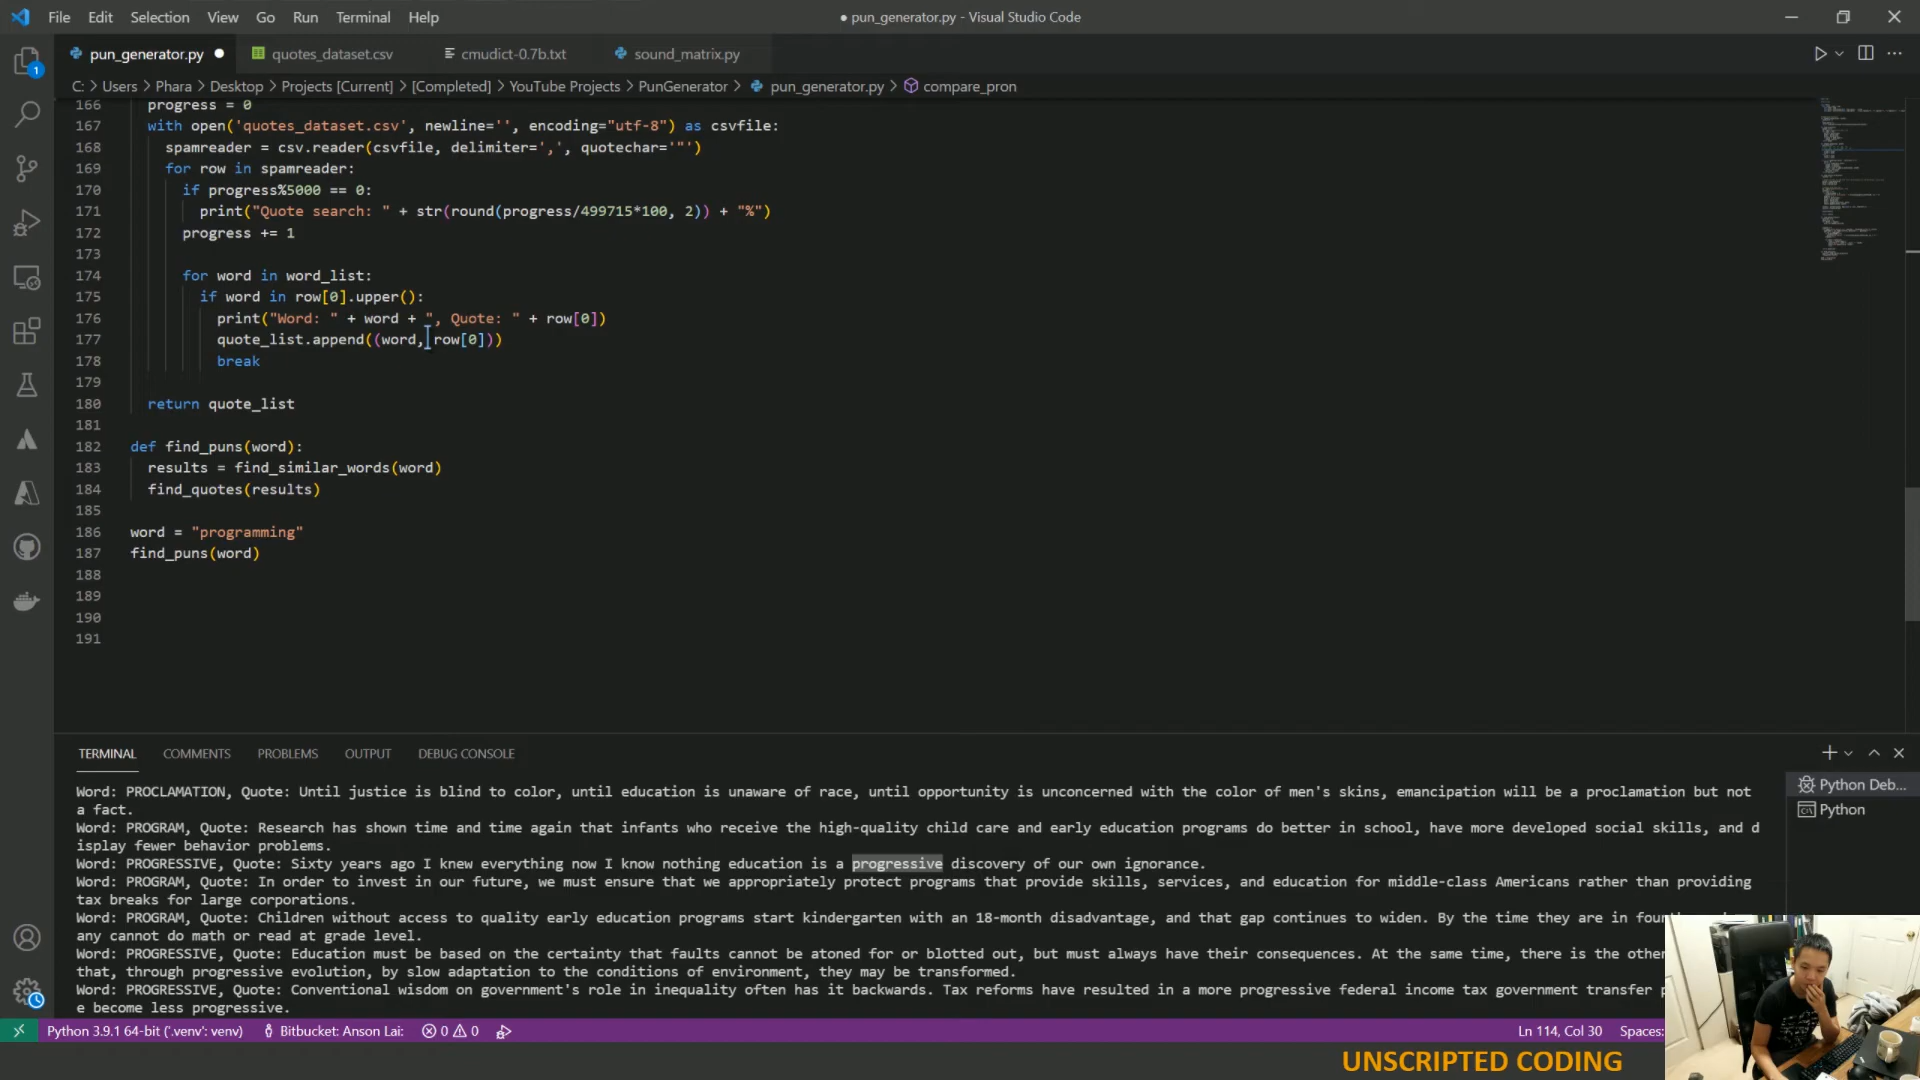 File Edit Selection View Go Run Terminal Help
● pun_generator.py - Visual Studio Code
pun_generator.py ● quotes_dataset.csv cmudict-0.7b.txt sound_matrix.py
C: > Users > Phara > Desktop > Projects [Current] > [Completed] > YouTube Projects > PunGenerator > pun_generator.py > compare_pron
1
166 progress = 0
167 with open('quotes_dataset.csv', newline='', encoding="utf-8") as csvfile:
168 spamreader = csv.reader(csvfile, delimiter=',', quotechar='"')
169 for row in spamreader:
170 if progress%5000 == 0:
171 print("Quote search: " + str(round(progress/499715*100, 2)) + "%")
172 progress += 1
173
174 for word in word_list:
175 if word in row[0].upper():
176 print("Word: " + word + ", Quote: " + row[0])
177 quote_list.append((word, row[0]))
178 break
179
180 return quote_list
181
182 def find_puns(word):
183 results = find_similar_words(word)
184 find_quotes(results)
185
186 word = "programming"
187 find_puns(word)
188
189
190
191
TERMINAL COMMENTS PROBLEMS OUTPUT DEBUG CONSOLE
Python Deb...
Python
Word: PROCLAMATION, Quote: Until justice is blind to color, until education is unaware of race, until opportunity is unconcerned with the color of men's skins, emancipation will be a proclamation but not
a fact.
Word: PROGRAM, Quote: Research has shown time and time again that infants who receive the high-quality child care and early education programs do better in school, have more developed social skills, and d
isplay fewer behavior problems.
Word: PROGRESSIVE, Quote: Sixty years ago I knew everything now I know nothing education is a progressive discovery of our own ignorance.
Word: PROGRAM, Quote: In order to invest in our future, we must ensure that we appropriately protect programs that provide skills, services, and education for middle-class Americans rather than providing
tax breaks for large corporations.
Word: PROGRAM, Quote: Children without access to quality early education programs start kindergarten with an 18-month disadvantage, and that gap continues to widen. By the time they are in
any cannot do math or read at grade level.
Word: PROGRESSIVE, Quote: Education must be based on the certainty that faults cannot be atoned for or blotted out, but must always have their consequences. At the same time, there is the other
that, through progressive evolution, by slow adaptation to the conditions of environment, they may be transformed.
Word: PROGRESSIVE, Quote: Conventional wisdom on government's role in inequality often has it backwards. Tax reforms have resulted in a more progressive federal income tax government transfer
e become less progressive.
Python 3.9.1 64-bit ('.venv': venv) Bitbucket: Anson Lai: 0 0 Ln 114, Col 30 Spaces:
UNSCRIPTED CODING